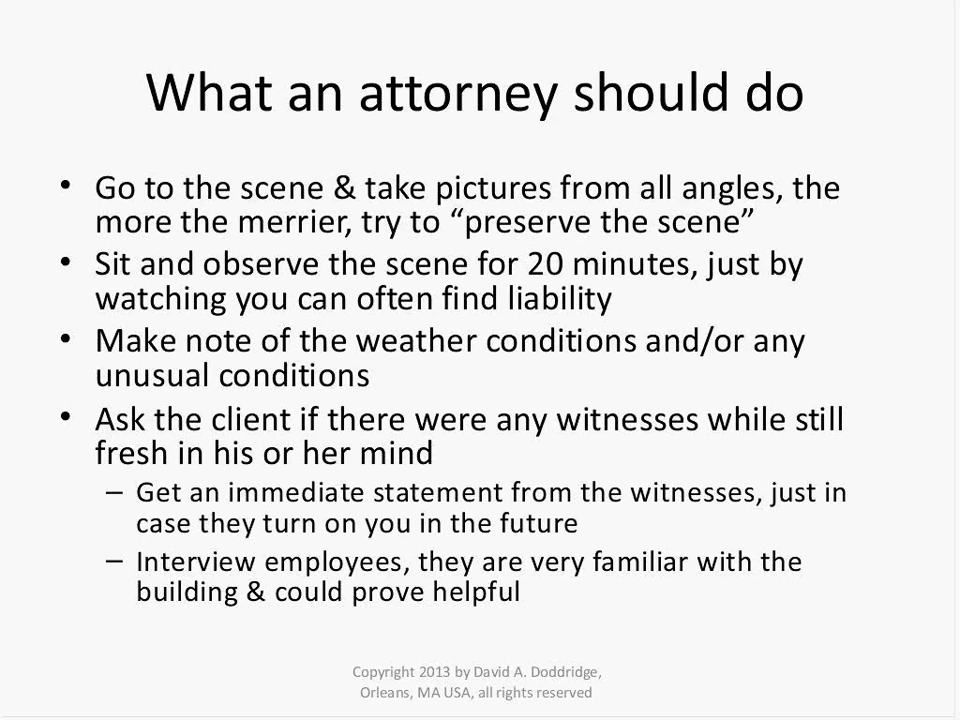 What an attorney should do
• Go to the scene & take pictures from all angles, the
more the merrier, try to “preserve the scene”
• Sit and observe the scene for 20 minutes, just by
watching you can often find liability
• Make note of the weather conditions and/or any
unusual conditions
• Ask the client if there were any witnesses while still
fresh in his or her mind
– Get an immediate statement from the witnesses, just in
case they turn on you in the future
– Interview employees, they are very familiar with the
building & could prove helpful
Copyright 2013 by David A. Doddridge,
Orleans, MA USA, all rights reserved